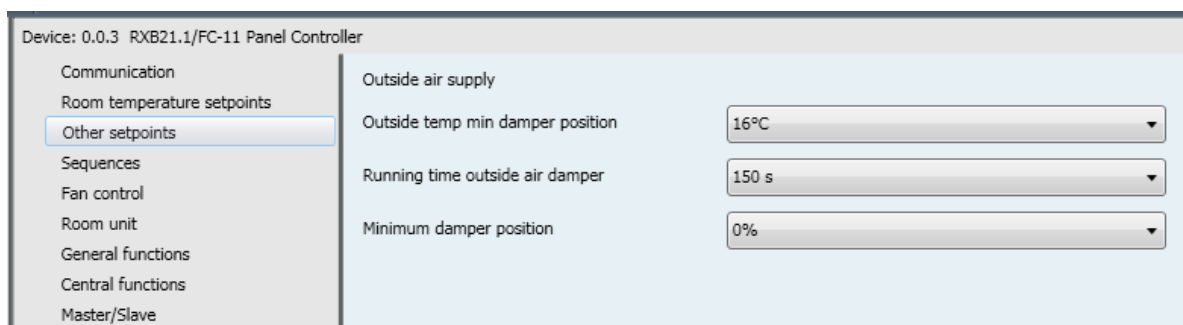 Device: 0.0.3 RXB21.1/FC-11 Panel Controller
Communication
Room temperature setpoints
Other setpoints
Sequences
Fan control
Room unit
General functions
Central functions
Master/Slave
Outside air supply
Outside temp min damper position 16°C
Running time outside air damper 150 s
Minimum damper position 0%